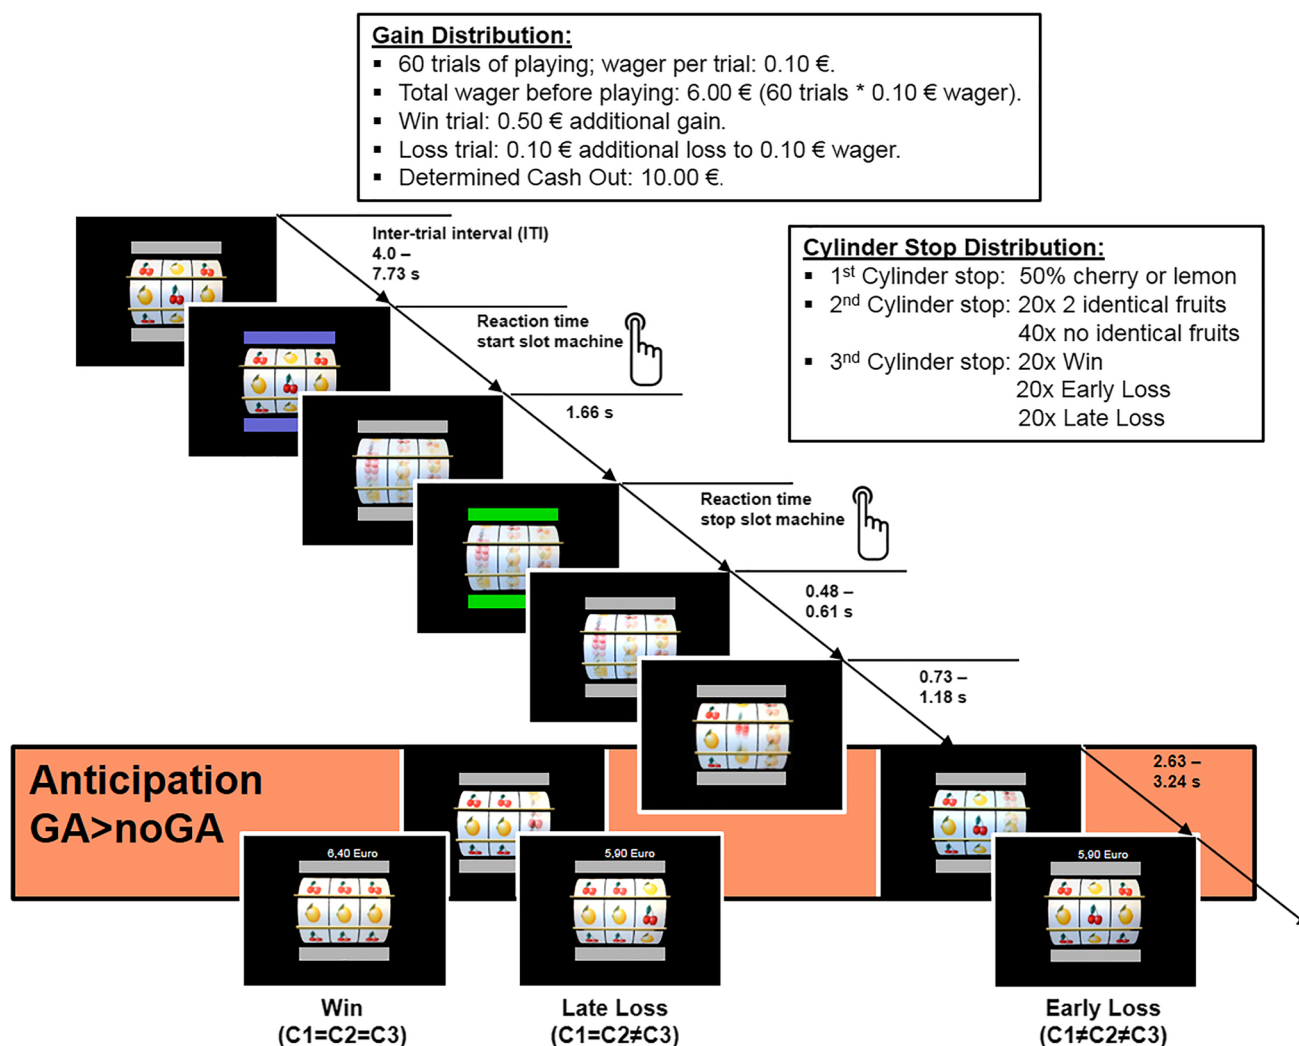 Gain Distribution:
▪ 60 trials of playing; wager per trial: 0.10 €.
▪ Total wager before playing: 6.00 € (60 trials * 0.10 € wager).
▪ Win trial: 0.50 € additional gain.
▪ Loss trial: 0.10 € additional loss to 0.10 € wager.
▪ Determined Cash Out: 10.00 €.
Inter-trial interval (ITI)
4.0 –
7.73 s
Cylinder Stop Distribution:
▪ 1st Cylinder stop: 50% cherry or lemon
▪ 2nd Cylinder stop: 20x 2 identical fruits
40x no identical fruits
▪ 3nd Cylinder stop: 20x Win
20x Early Loss
20x Late Loss
Reaction time
start slot machine
1.66 s
Reaction time
stop slot machine
0.48 –
0.61 s
0.73 –
1.18 s
2.63 –
3.24 s
Anticipation
GA>noGA
6,40 Euro
5,90 Euro
5,90 Euro
Win
(C1=C2=C3)
Late Loss
(C1=C2≠C3)
Early Loss
(C1≠C2≠C3)